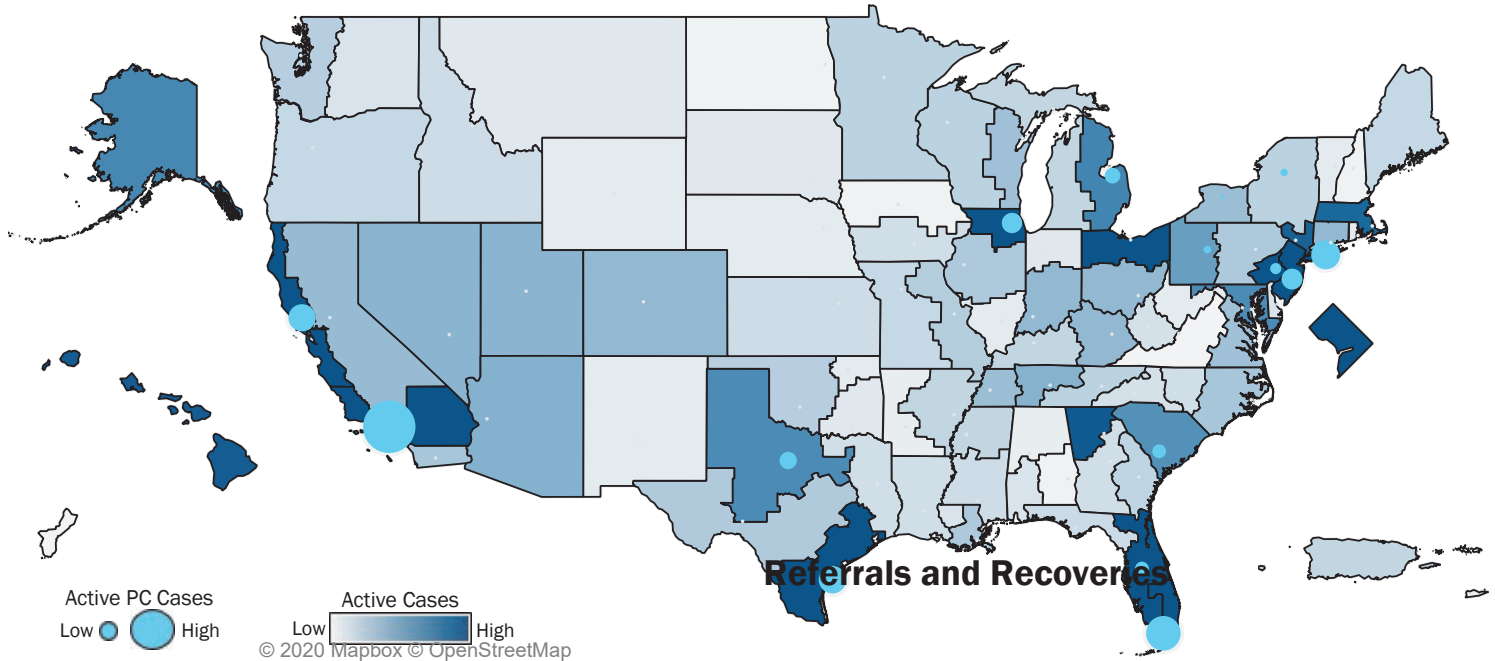 Referrals and Recoveries
Active PC Cases
Low High
Active Cases
Low High
© 2020 Mapbox © OpenStreetMap